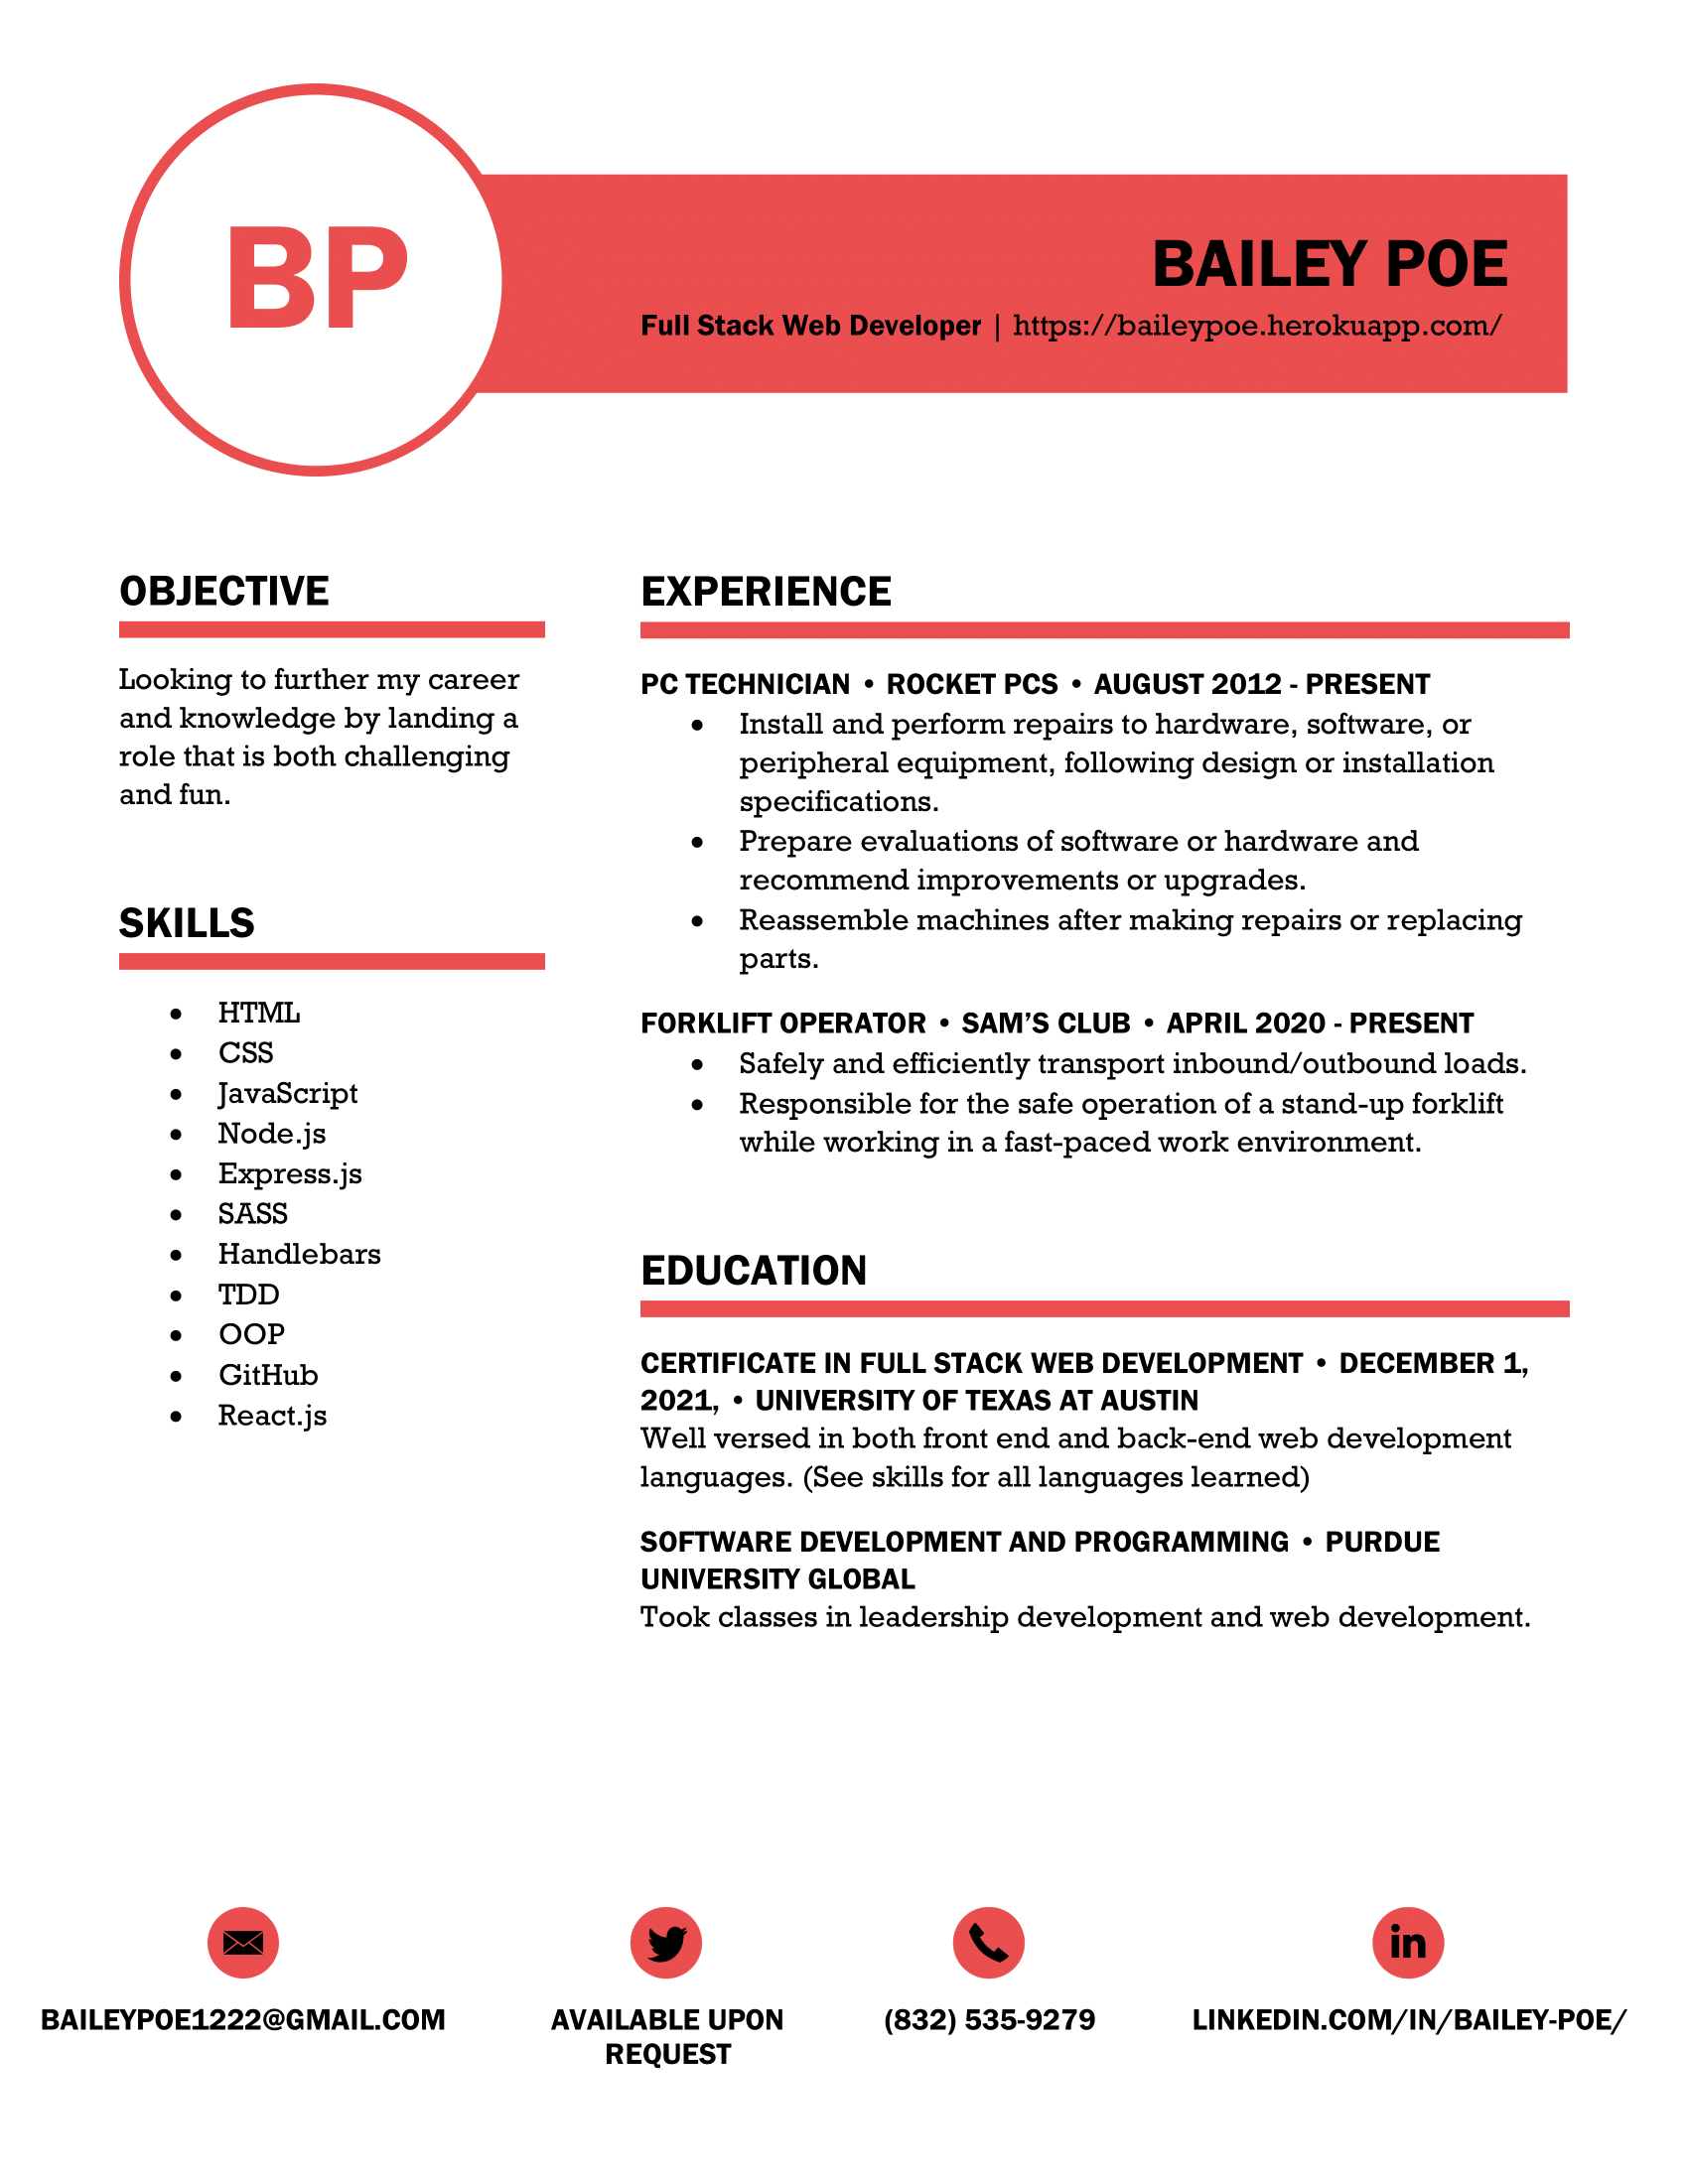 BP
BAILEY POE
Full Stack Web Developer | https://baileypoe.herokuapp.com/
OBJECTIVE
Looking to further my career
and knowledge by landing a
role that is both challenging
and fun.
SKILLS
• HTML
• CSS
• JavaScript
• Node.js
• Express.js
• SASS
• Handlebars
• TDD
• OOP
• GitHub
• React.js
EXPERIENCE
PC TECHNICIAN • ROCKET PCS • AUGUST 2012 - PRESENT
• Install and perform repairs to hardware, software, or
peripheral equipment, following design or installation
specifications.
• Prepare evaluations of software or hardware and
recommend improvements or upgrades.
• Reassemble machines after making repairs or replacing
parts.
FORKLIFT OPERATOR • SAM’S CLUB • APRIL 2020 - PRESENT
• Safely and efficiently transport inbound/outbound loads.
• Responsible for the safe operation of a stand-up forklift
while working in a fast-paced work environment.
EDUCATION
CERTIFICATE IN FULL STACK WEB DEVELOPMENT • DECEMBER 1,
2021, • UNIVERSITY OF TEXAS AT AUSTIN
Well versed in both front end and back-end web development
languages. (See skills for all languages learned)
SOFTWARE DEVELOPMENT AND PROGRAMMING • PURDUE
UNIVERSITY GLOBAL
Took classes in leadership development and web development.
in
BAILEYPOE1222@GMAIL.COM
AVAILABLE UPON
REQUEST
(832) 535-9279
LINKEDIN.COM/IN/BAILEY-POE/